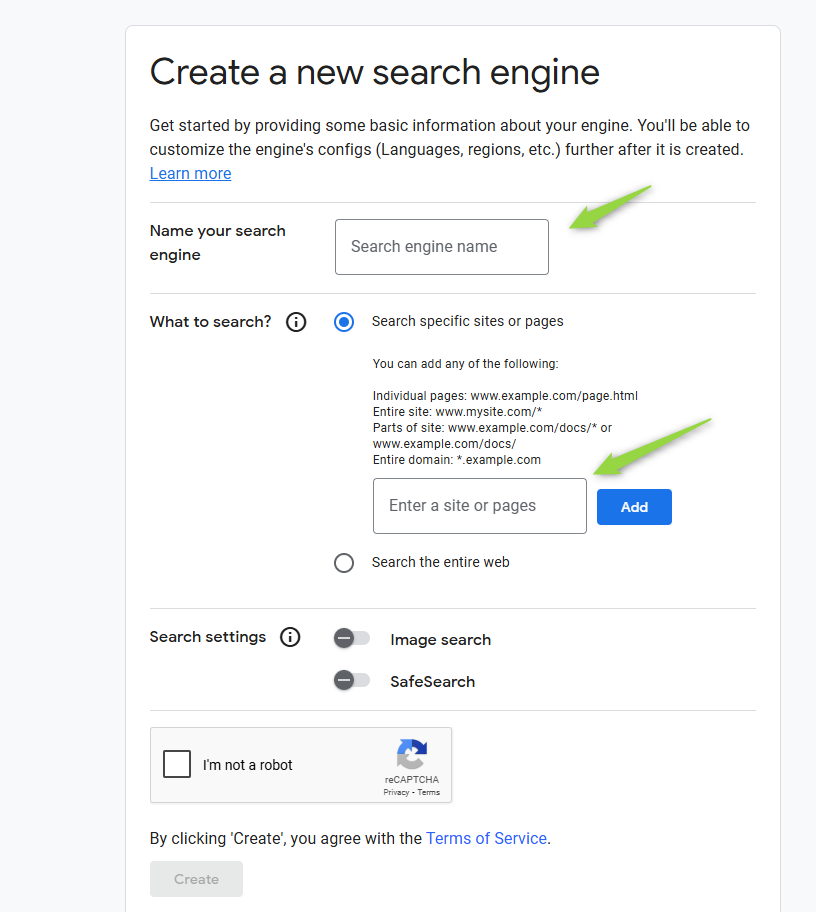 Create a new search engine
Get started by providing some basic information about your engine. You'll be able to
customize the engine's configs (Languages, regions, etc.) further after it is created.
Learn more
Name your search
engine
Search engine name
What to search?
Search specific sites or pages
You can add any of the following:
Individual pages: www.example.com/page.html
Entire site: www.mysite.com/*
Parts of site: www.example.com/docs/* or
www.example.com/docs/
Entire domain: *.example.com
Enter a site or pages
Add
Search the entire web
Search settings
Image search
SafeSearch
I'm not a robot
reCAPTCHA
Privacy - Terms
By clicking 'Create', you agree with the Terms of Service.
Create